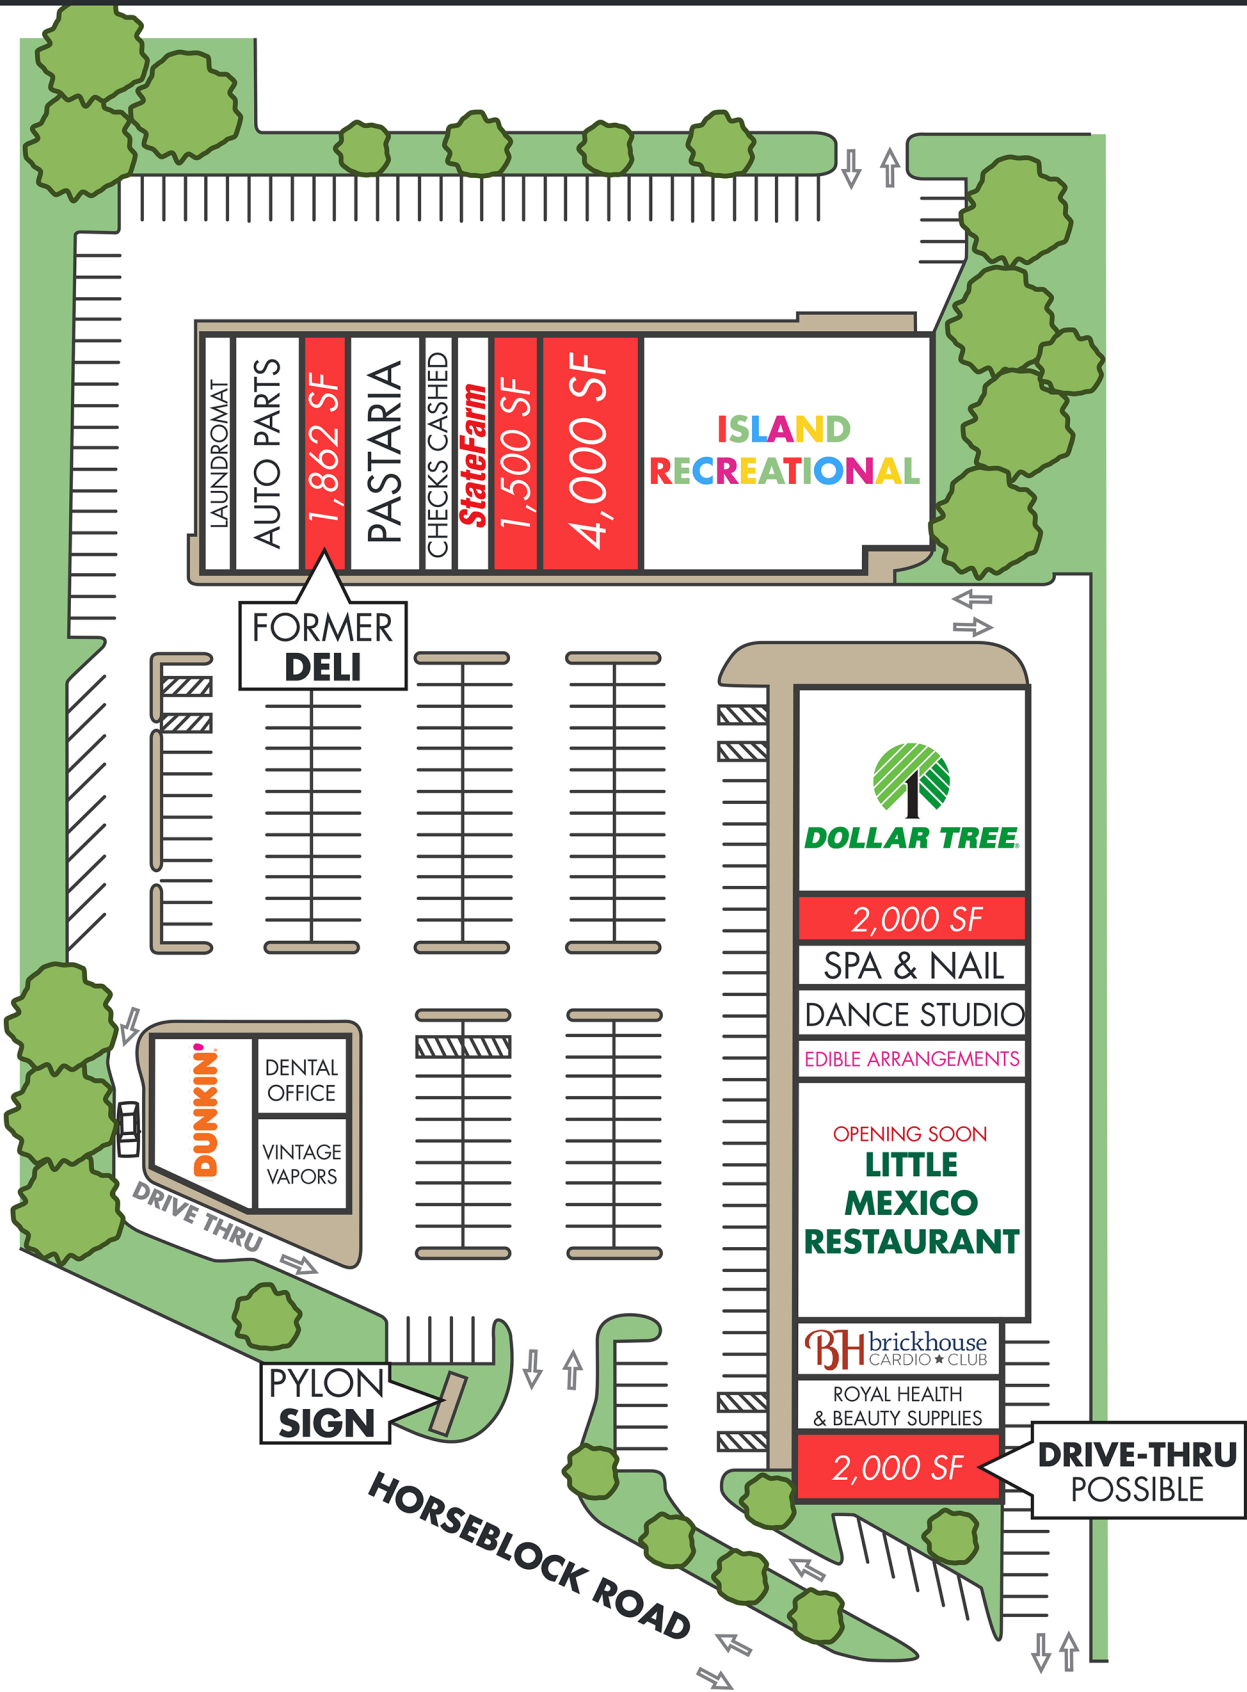 LAUNDROMAT
AUTO PARTS
1,862 SF
PASTARIA
CHECKS CASHED
StateFarm
1,500 SF
4,000 SF
ISLAND
RECREATIONAL
FORMER
DELI
DOLLAR TREE®
2,000 SF
SPA & NAIL
DANCE STUDIO
EDIBLE ARRANGEMENTS
OPENING SOON
LITTLE
MEXICO
RESTAURANT
DUNKIN'
DENTAL
OFFICE
VINTAGE
VAPORS
DRIVE THRU
BH brickhouse
CARDIO★CLUB
ROYAL HEALTH
& BEAUTY SUPPLIES
2,000 SF
DRIVE-THRU
POSSIBLE
PYLON
SIGN
HORSEBLOCK ROAD